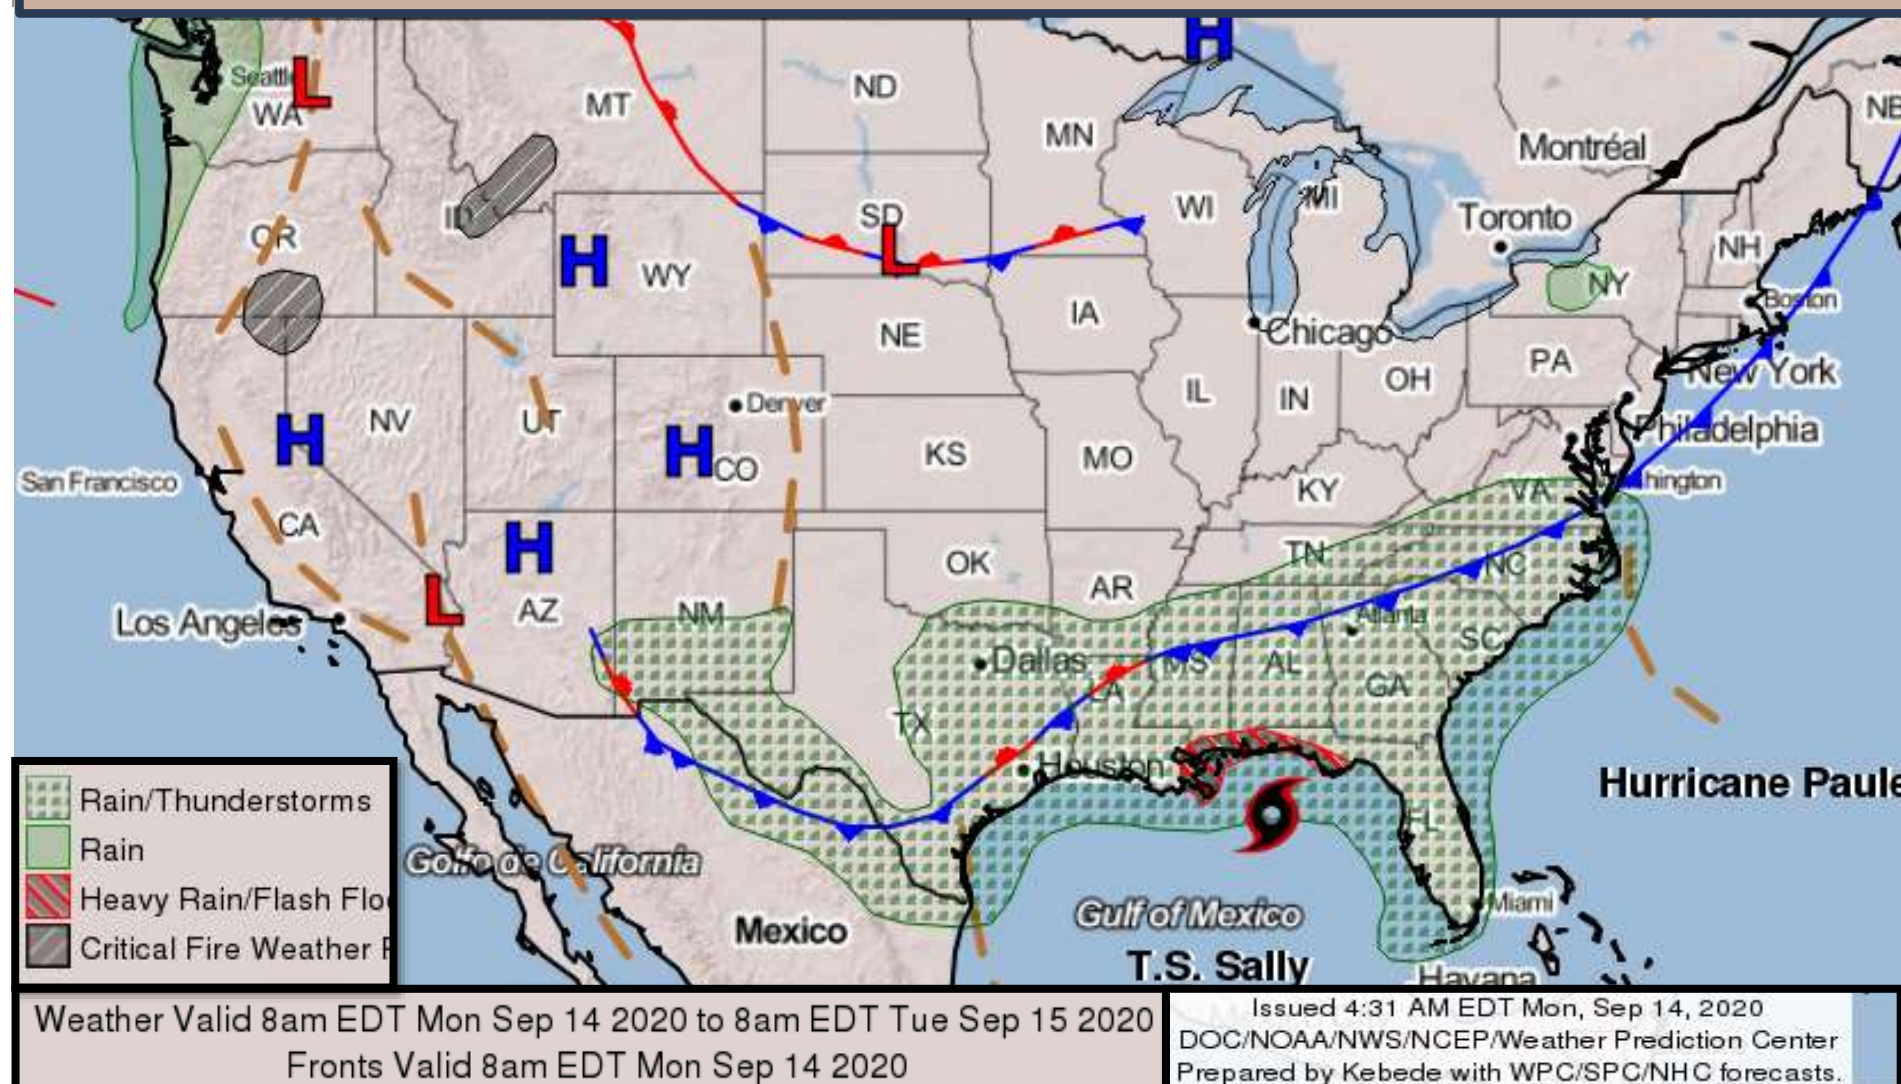 H
Seattle
L
WA
MT
ND
MN
NB
Montréal
ID
SD
WI
MI
Toronto
OR
H
WY
L
NH
NY
Boston
IA
NE
Chicago
PA
New York
OH
IL
IN
Denver
NV
UT
H
H
CO
KS
MO
Philadelphia
San Francisco
KY
VA
hington
CA
H
OK
TN
NC
AR
L
AZ
NM
Los Angeles
Atlanta
SC
Dallas
MS
AL
LA
GA
TX
Houston
Hurricane Paule
FL
Rain/Thunderstorms
Rain
Heavy Rain/Flash Flo
Critical Fire Weather
Golfo de California
Mexico
Gulf of Mexico
Miami
T.S. Sally
Havana
Weather Valid 8am EDT Mon Sep 14 2020 to 8am EDT Tue Sep 15 2020
Fronts Valid 8am EDT Mon Sep 14 2020
Issued 4:31 AM EDT Mon, Sep 14, 2020
DOC/NOAA/NWS/NCEP/Weather Prediction Center
Prepared by Kebede with WPC/SPC/NHC forecasts.